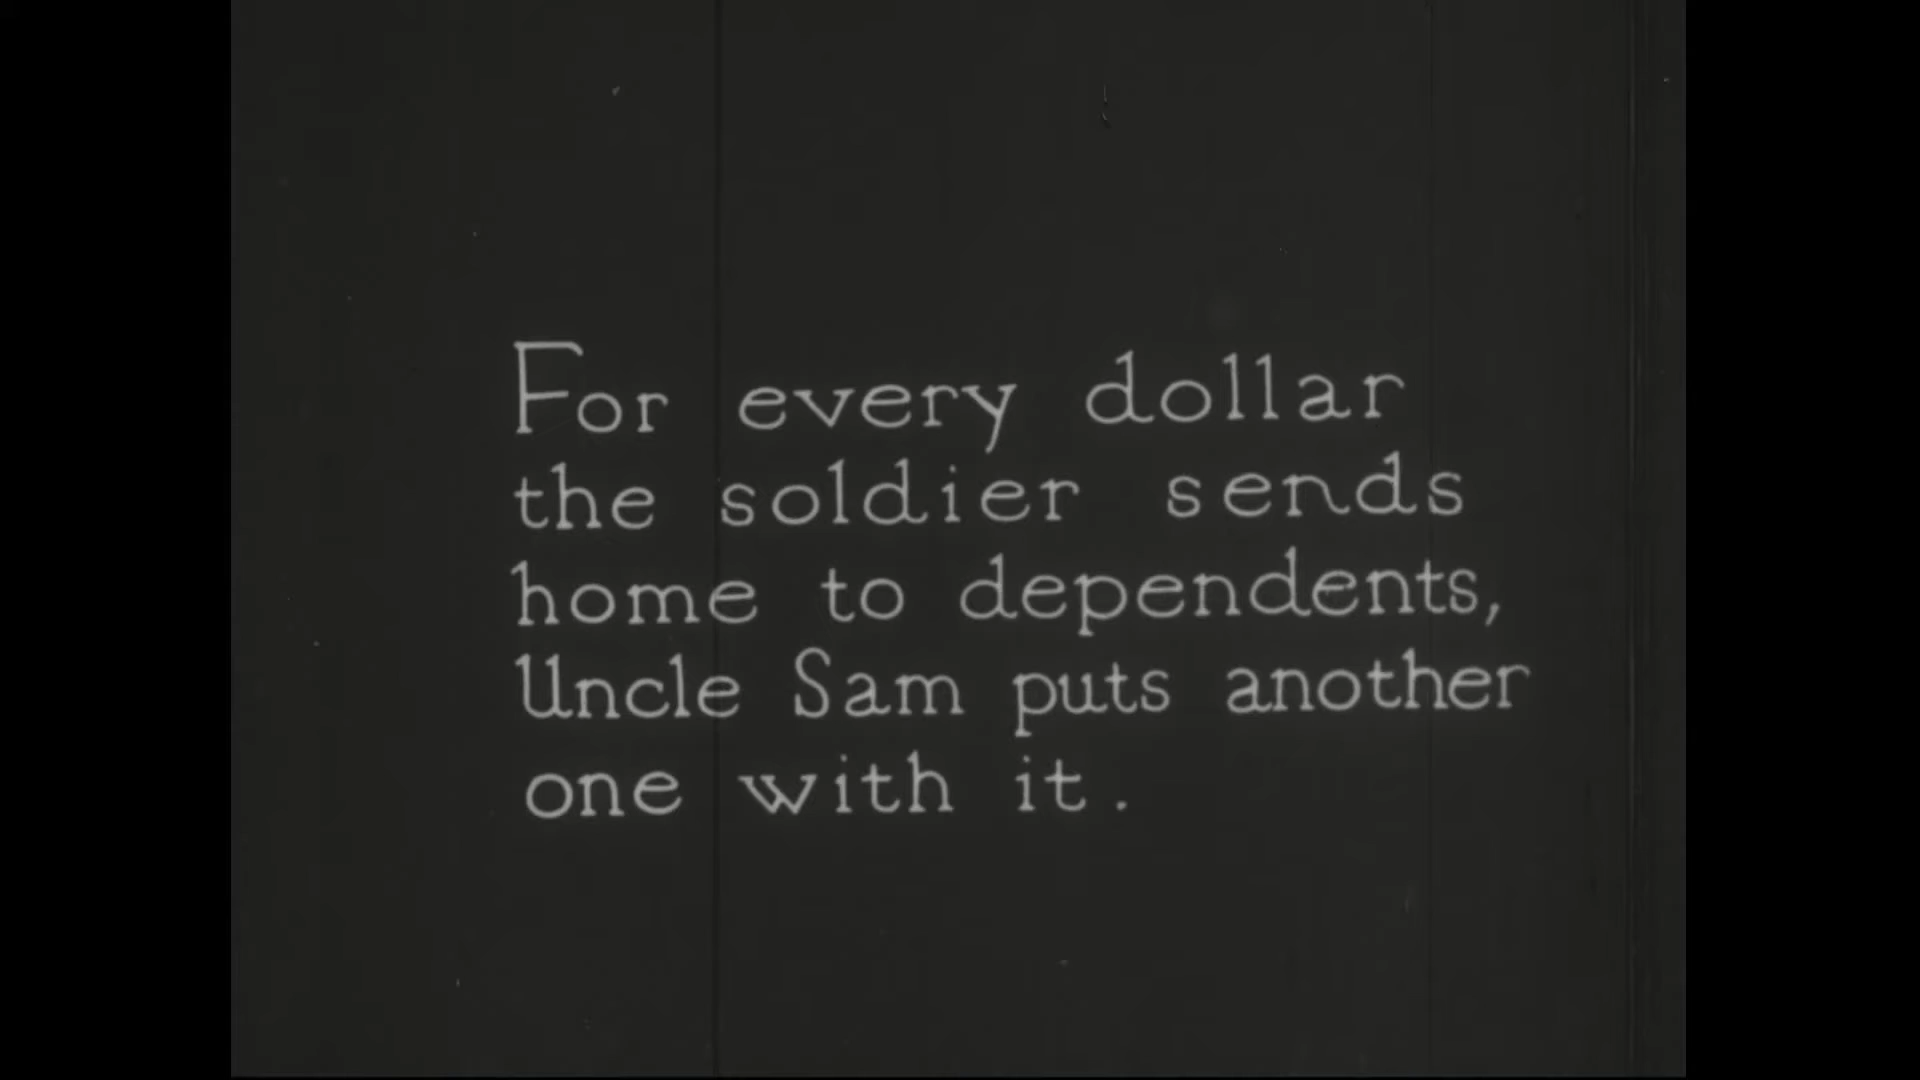 For every dollar
the soldier sends
home to dependents,
Uncle Sam puts another
one with it.